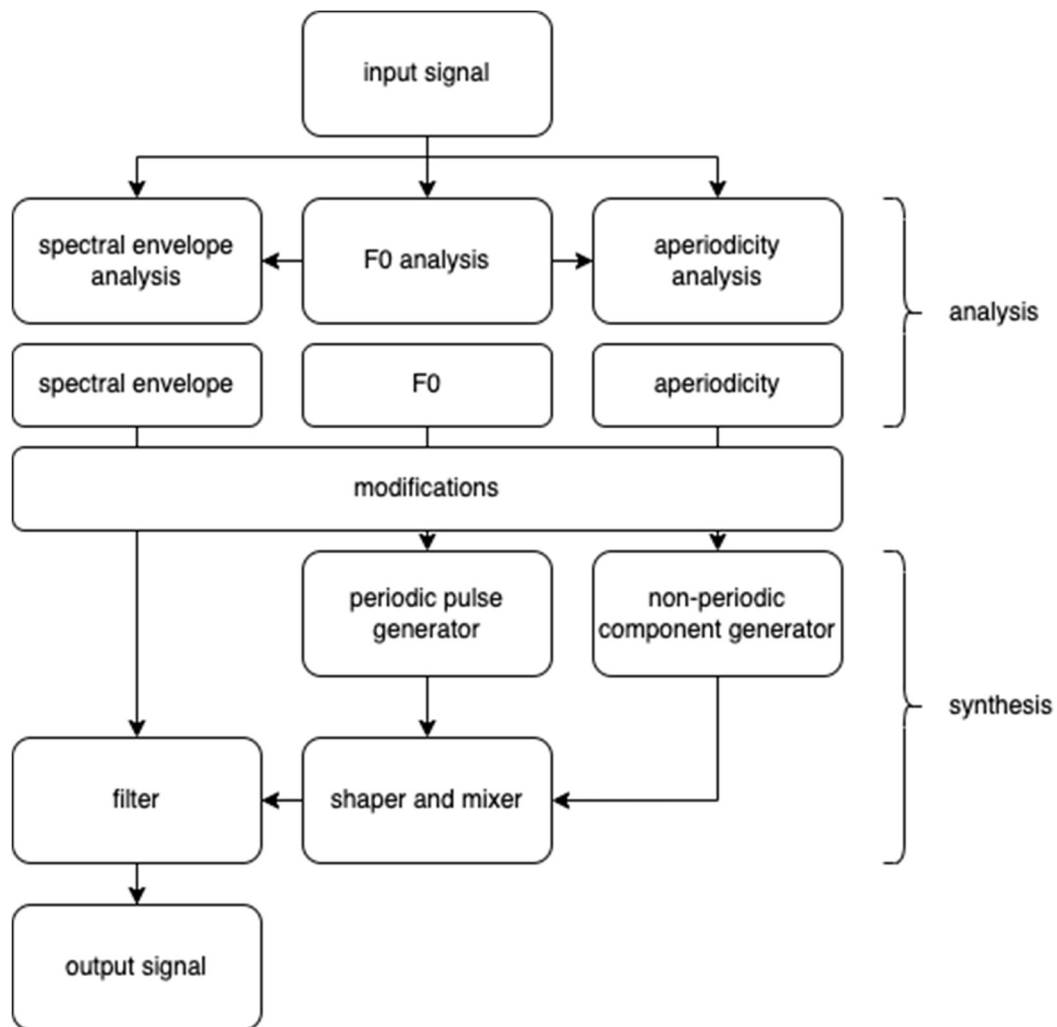 input signal
spectral envelope
analysis
F0 analysis
aperiodicity
analysis
analysis
spectral envelope
F0
aperiodicity
modifications
periodic pulse
generator
non-periodic
component generator
synthesis
filter
shaper and mixer
output signal